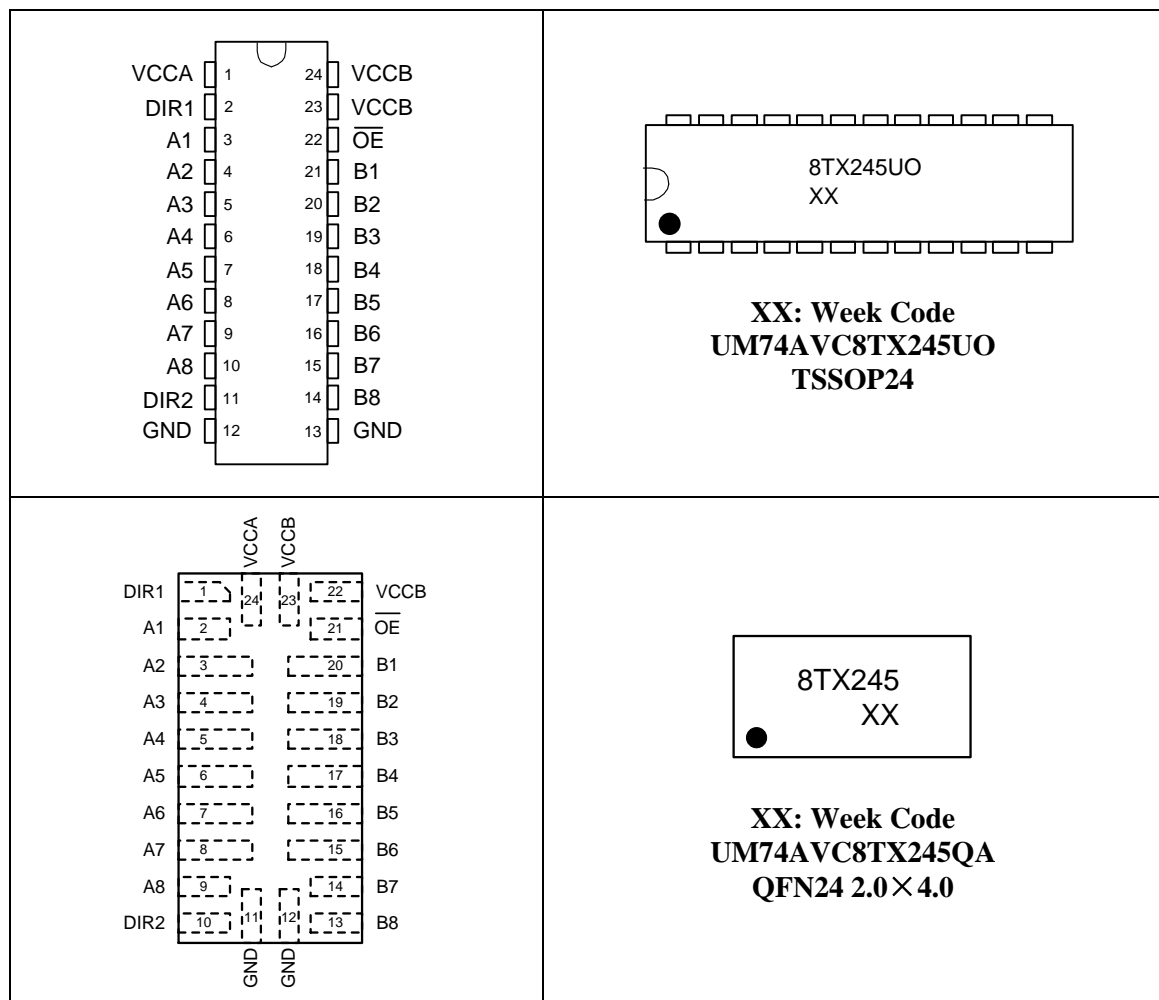 VCCA 1 24 VCCB
DIR1 2 23 VCCB
A1 3 22 OE
A2 4 21 B1
A3 5 20 B2
A4 6 19 B3
A5 7 18 B4
A6 8 17 B5
A7 9 16 B6
A8 10 15 B7
DIR2 11 14 B8
GND 12 13 GND
8TX245UO
XX
XX: Week Code
UM74AVC8TX245UO
TSSOP24
VCCA VCCB
DIR1 1 24 23 22 VCCB
A1 2 21 OE
A2 3 20 B1
A3 4 19 B2
A4 5 18 B3
A5 6 17 B4
A6 7 16 B5
A7 8 15 B6
A8 9 14 B7
DIR2 10 11 12 13 B8
GND GND
8TX245
XX
XX: Week Code
UM74AVC8TX245QA
QFN24 2.0×4.0